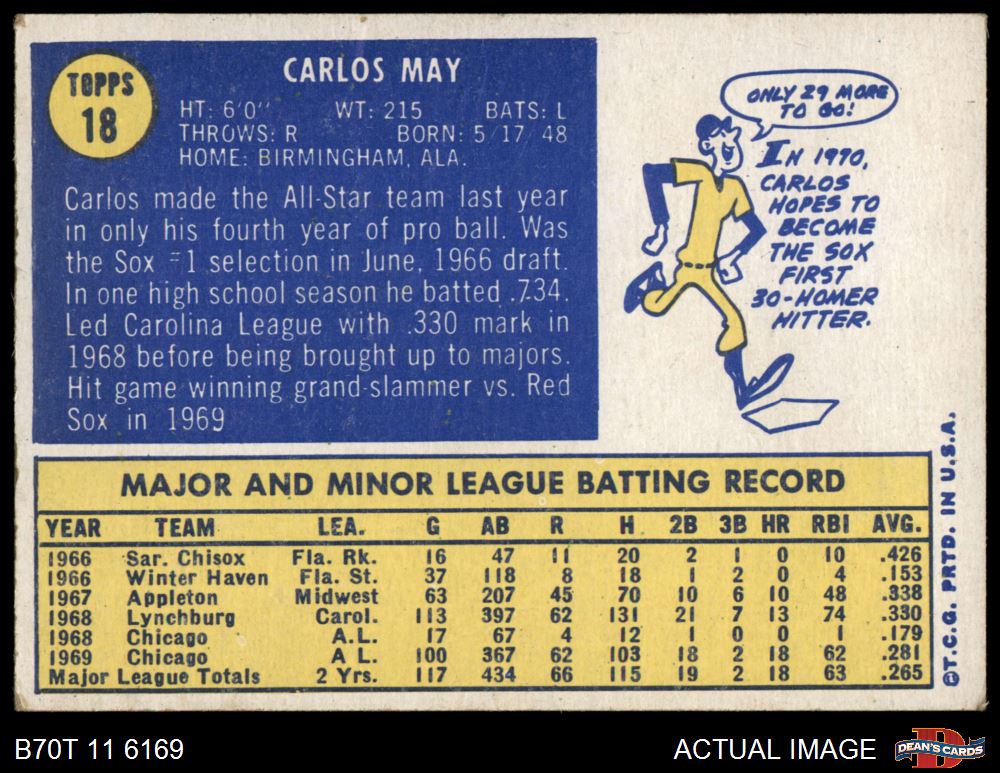 TOPPS
18
CARLOS MAY
HT: 6'0" WT: 215 BATS: L
THROWS: R BORN: 5 17 48
HOME: BIRMINGHAM, ALA.
Carlos made the All-Star team last year
in only his fourth year of pro ball. Was
the Sox #1 selection in June, 1966 draft.
In one high school season he batted .734.
Led Carolina League with .330 mark in
1968 before being brought up to majors.
Hit game winning grand-slammer vs. Red
Sox in 1969
ONLY 29 MORE
TO GO!
IN 1970,
CARLOS
HOPES TO
BECOME
THE SOX
FIRST
30-HOMER
HITTER.
MAJOR AND MINOR LEAGUE BATTING RECORD
YEAR TEAM LEA. G AB R H 2B 3B HR RBI AVG.
1966 Sar. Chisox Fla. Rk. 16 47 11 20 2 1 0 10 .426
1966 Winter Haven Fla. St. 37 118 8 18 1 2 0 4 .153
1967 Appleton Midwest 63 207 45 70 10 6 10 48 .338
1968 Lynchburg Carol. 113 397 62 131 21 7 13 74 .330
1968 Chicago A.L. 17 67 4 12 1 0 0 1 .179
1969 Chicago A L. 100 367 62 103 18 2 18 62 .281
Major League Totals 2 Yrs. 117 434 66 115 19 2 18 63 .265
©T.C.G. PRTD. IN U.S.A.
B70T 11 6169
ACTUAL IMAGE
D
DEAN'S CARDS